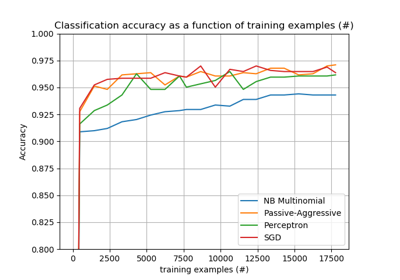 Classification accuracy as a function of training examples (#)
1.000
0.975
0.950
0.925
0.900
0.875
0.850
0.825
0.800
Accuracy
NB Multinomial
Passive-Aggressive
Perceptron
SGD
0 2500 5000 7500 10000 12500 15000 17500
training examples (#)